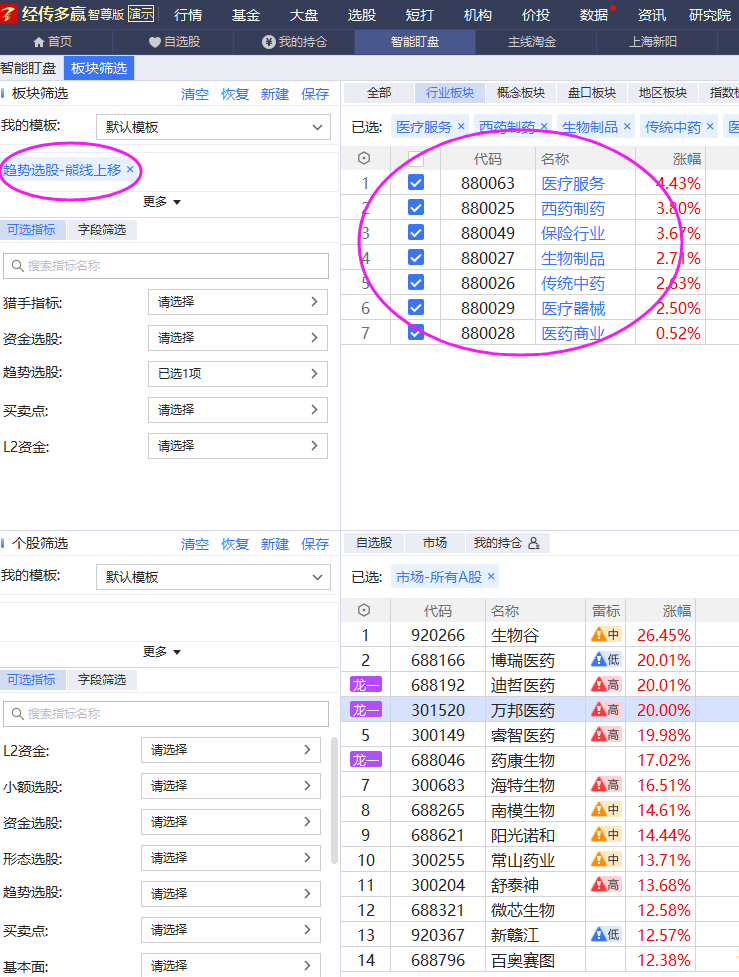 经传多赢 智尊版 演示 行情 基金 大盘 选股 短打 机构 价投 数据 资讯 研究院
首页 自选股 我的持仓 智能盯盘 主线淘金 上海新阳
智能盯盘 板块筛选
板块筛选 清空 恢复 新建 保存
我的模板: 默认模板
趋势选股-熊线上移 ×
更多
可选指标 字段筛选
搜索指标名称
猎手指标: 请选择
资金选股: 请选择
趋势选股: 已选1项
买卖点: 请选择
L2资金: 请选择
全部 行业板块 概念板块 盘口板块 地区板块 指数板
已选: 医疗服务 × 西药制药 × 生物制品 × 传统中药 × 医
代码 名称 涨幅
1 880063 医疗服务 4.43%
2 880025 西药制药 3.80%
3 880049 保险行业 3.67%
4 880027 生物制品 2.71%
5 880026 传统中药 2.63%
6 880029 医疗器械 2.50%
7 880028 医药商业 0.52%
个股筛选 清空 恢复 新建 保存
我的模板: 默认模板
更多
可选指标 字段筛选
搜索指标名称
L2资金: 请选择
小额选股: 请选择
资金选股: 请选择
形态选股: 请选择
趋势选股: 请选择
买卖点: 请选择
基本面: 请选择
自选股 市场 我的持仓
已选: 市场-所有A股 ×
代码 名称 雷标 涨幅
1 920266 生物谷 中 26.45%
2 688166 博瑞医药 低 20.01%
龙一 688192 迪哲医药 高 20.01%
龙一 301520 万邦医药 高 20.00%
5 300149 睿智医药 高 19.98%
龙一 688046 药康生物 17.02%
7 300683 海特生物 高 16.51%
8 688265 南模生物 中 14.61%
9 688621 阳光诺和 中 14.44%
10 300255 常山药业 中 13.71%
11 300204 舒泰神 高 13.68%
12 688321 微芯生物 12.58%
13 920367 新赣江 低 12.57%
14 688796 百奥赛图 12.38%